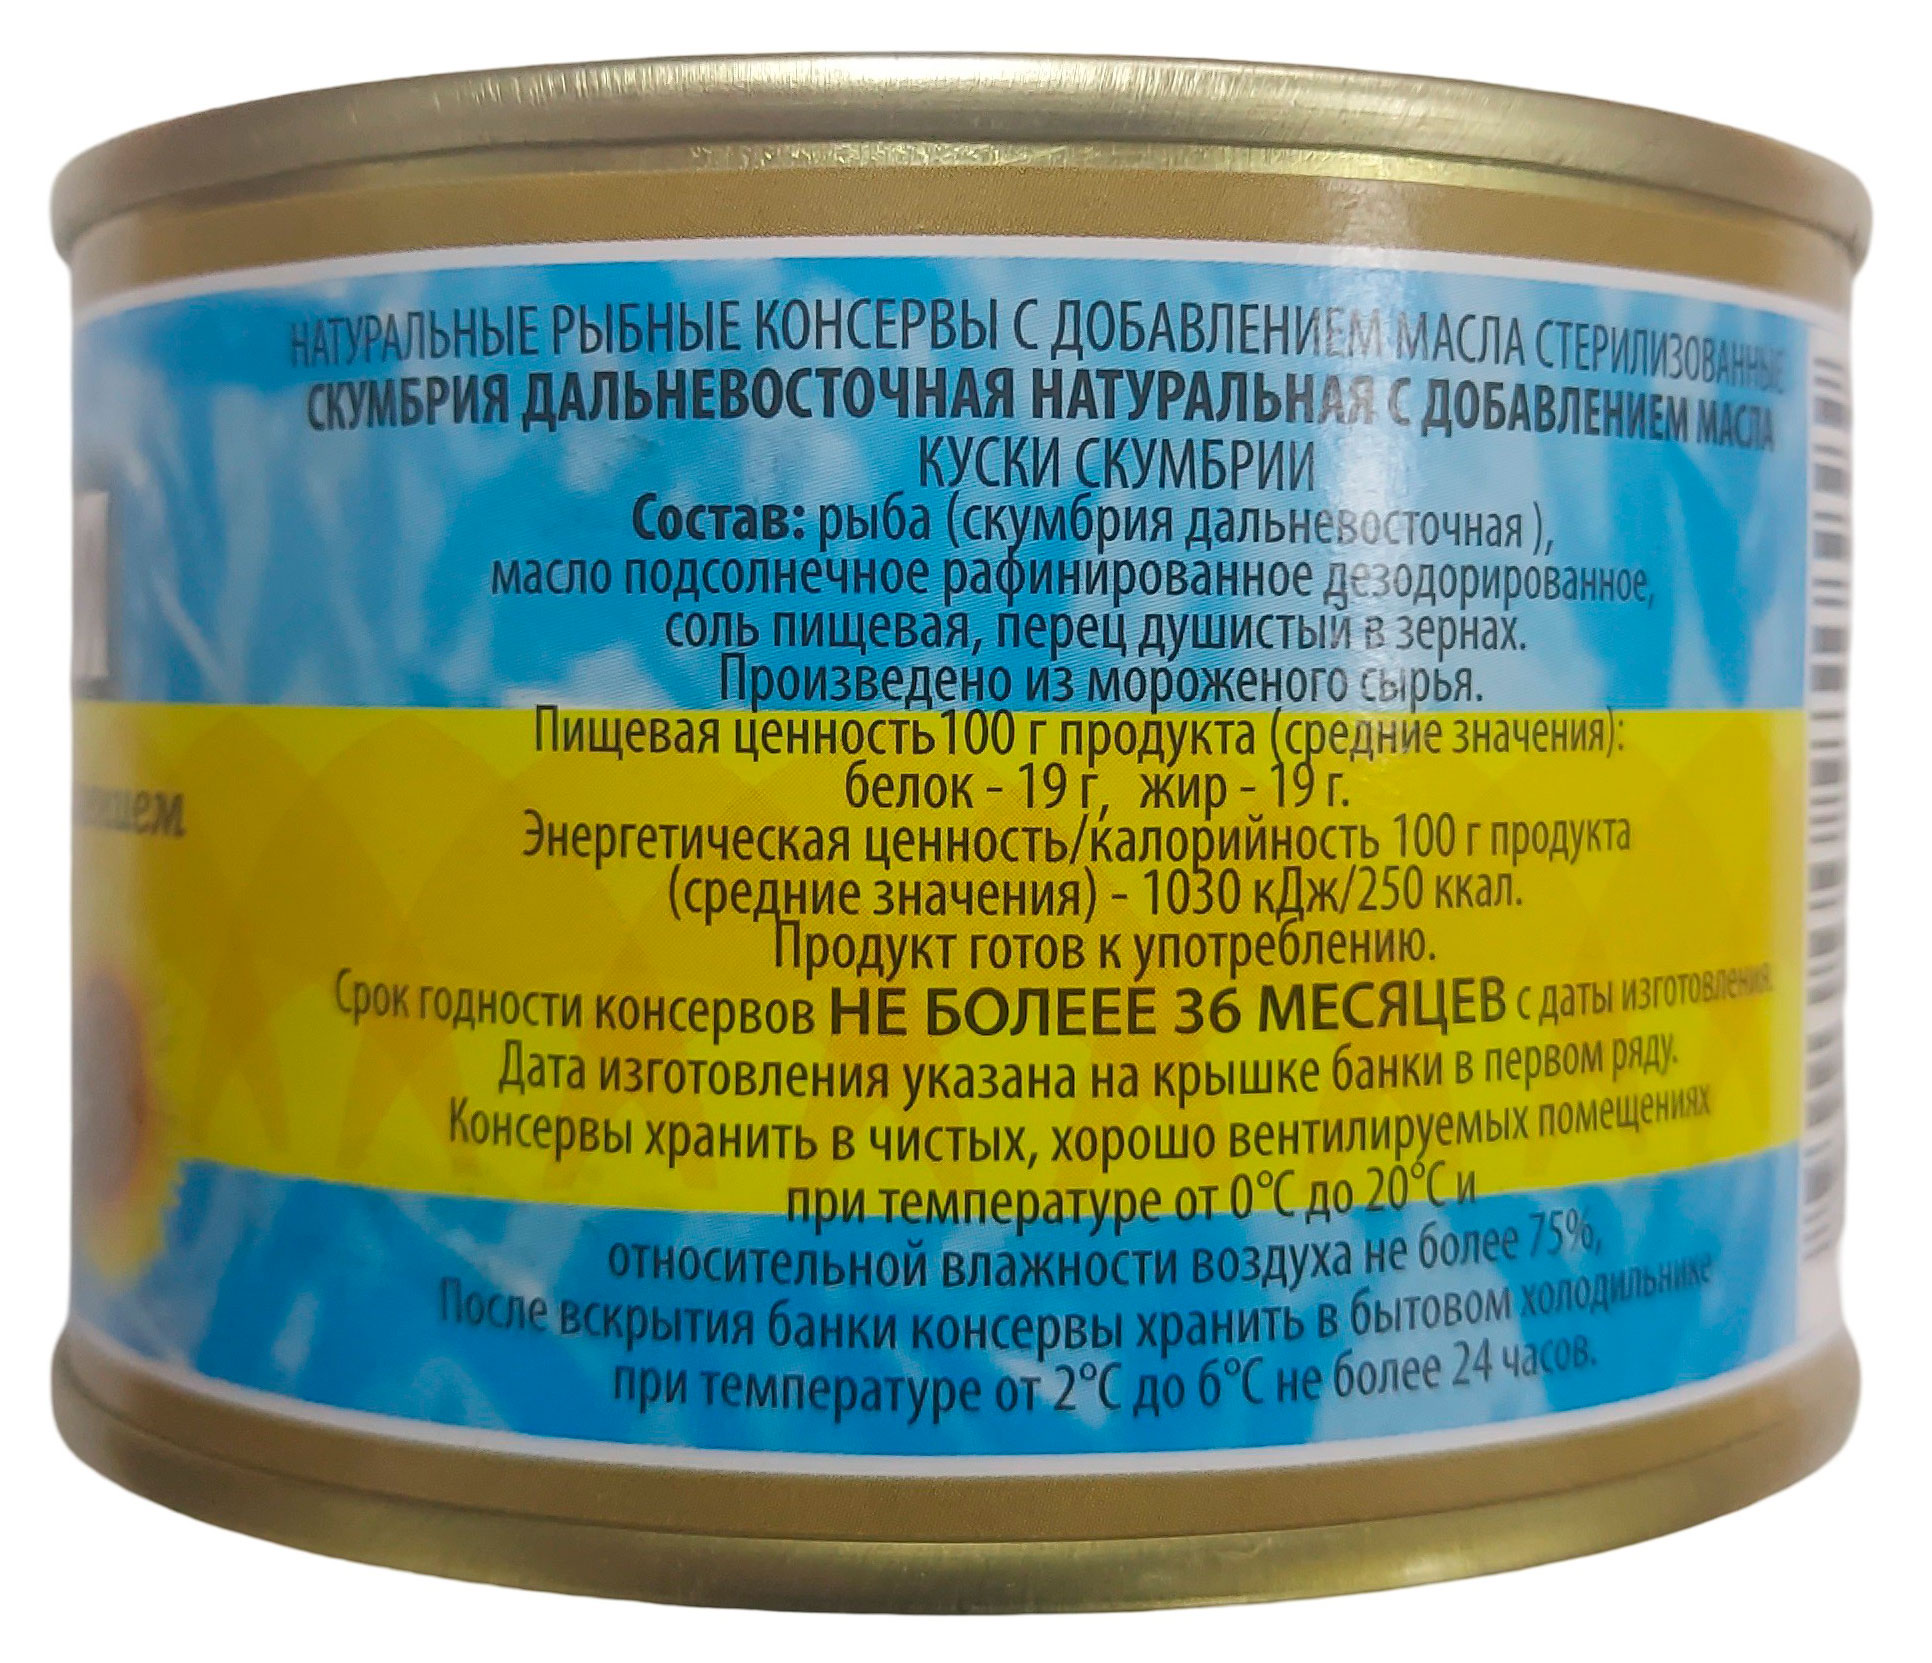 НАТУРАЛЬНЫЕ РЫБНЫЕ КОНСЕРВЫ С ДОБАВЛЕНИЕМ МАСЛА СТЕРИЛИЗОВАННЫЕ
СКУМБРИЯ ДАЛЬНЕВОСТОЧНАЯ НАТУРАЛЬНАЯ С ДОБАВЛЕНИЕМ МАСЛА
КУСКИ СКУМБРИИ
Состав: рыба (скумбрия дальневосточная ),
масло подсолнечное рафинированное дезодорированное,
соль пищевая, перец душистый в зернах.
Произведено из мороженого сырья.
Пищевая ценность100 г продукта (средние значения):
белок - 19 г, жир - 19 г.
Энергетическая ценность/калорийность 100 г продукта
(средние значения) - 1030 кДж/250 ккал.
Продукт готов к употреблению.
Срок годности консервов НЕ БОЛЕЕЕ 36 МЕСЯЦЕВ с даты изготовления.
Дата изготовления указана на крышке банки в первом ряду.
Консервы хранить в чистых, хорошо вентилируемых помещениях
при температуре от 0°С до 20°С и
относительной влажности воздуха не более 75%,
После вскрытия банки консервы хранить в бытовом холодильнике
при температуре от 2°С до 6°С не более 24 часов.